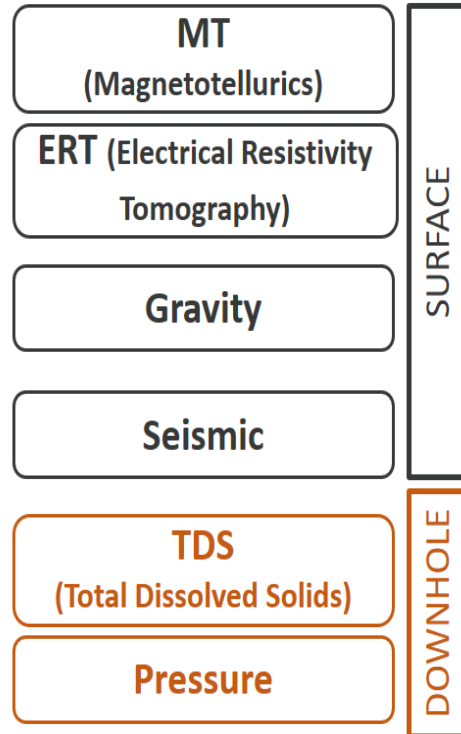 MT
(Magnetotellurics)
ERT (Electrical Resistivity
Tomography)
Gravity
Seismic
SURFACE
TDS
(Total Dissolved Solids)
Pressure
DOWNHOLE